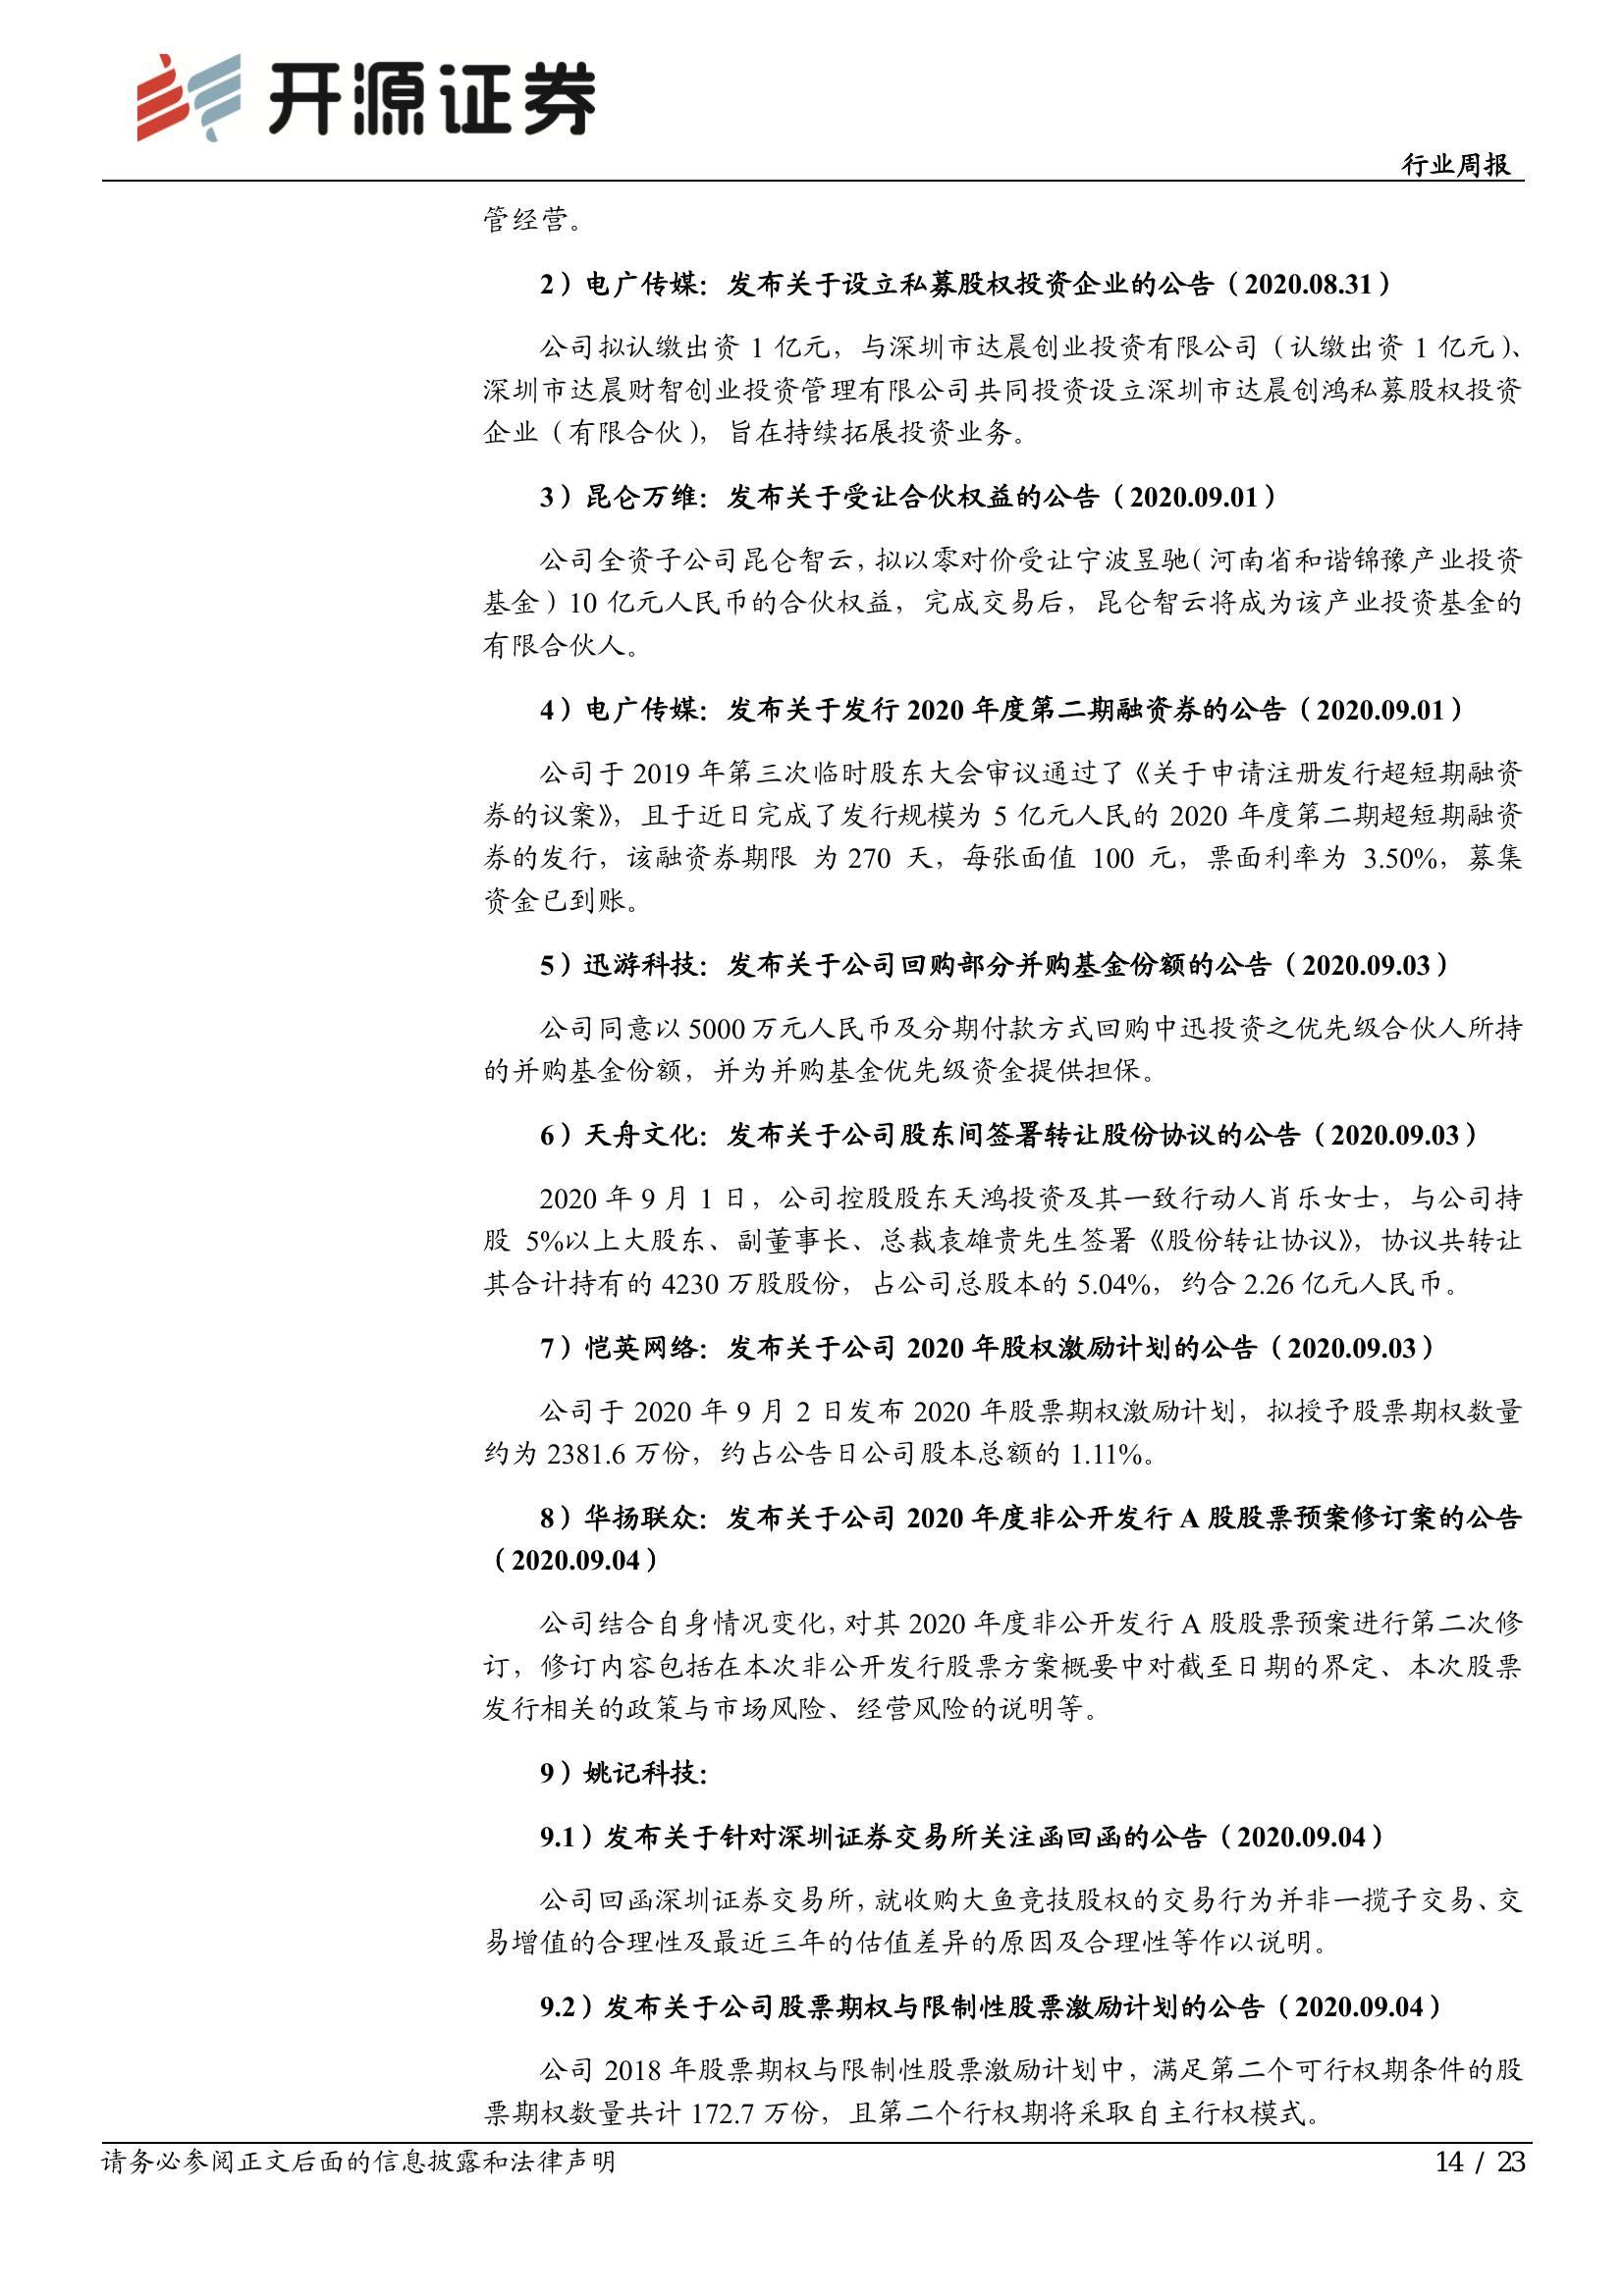 开源证券
行业周报
管经营。
2）电广传媒：发布关于设立私募股权投资企业的公告（2020.08.31）
公司拟认缴出资 1 亿元，与深圳市达晨创业投资有限公司（认缴出资 1 亿元）、
深圳市达晨财智创业投资管理有限公司共同投资设立深圳市达晨创鸿私募股权投资
企业（有限合伙），旨在持续拓展投资业务。
3）昆仑万维：发布关于受让合伙权益的公告（2020.09.01）
公司全资子公司昆仑智云，拟以零对价受让宁波昱驰（河南省和谐锦豫产业投资
基金）10 亿元人民币的合伙权益，完成交易后，昆仑智云将成为该产业投资基金的
有限合伙人。
4）电广传媒：发布关于发行 2020 年度第二期融资券的公告（2020.09.01）
公司于 2019 年第三次临时股东大会审议通过了《关于申请注册发行超短期融资
券的议案》，且于近日完成了发行规模为 5 亿元人民的 2020 年度第二期超短期融资
券的发行，该融资券期限 为 270 天，每张面值 100 元，票面利率为 3.50%，募集
资金已到账。
5）迅游科技：发布关于公司回购部分并购基金份额的公告（2020.09.03）
公司同意以 5000 万元人民币及分期付款方式回购中迅投资之优先级合伙人所持
的并购基金份额，并为并购基金优先级资金提供担保。
6）天舟文化：发布关于公司股东间签署转让股份协议的公告（2020.09.03）
2020 年 9 月 1 日，公司控股股东天鸿投资及其一致行动人肖乐女士，与公司持
股 5%以上大股东、副董事长、总裁袁雄贵先生签署《股份转让协议》，协议共转让
其合计持有的 4230 万股股份，占公司总股本的 5.04%，约合 2.26 亿元人民币。
7）恺英网络：发布关于公司 2020 年股权激励计划的公告（2020.09.03）
公司于 2020 年 9 月 2 日发布 2020 年股票期权激励计划，拟授予股票期权数量
约为 2381.6 万份，约占公告日公司股本总额的 1.11%。
8）华扬联众：发布关于公司 2020 年度非公开发行 A 股股票预案修订案的公告
（2020.09.04）
公司结合自身情况变化，对其 2020 年度非公开发行 A 股股票预案进行第二次修
订，修订内容包括在本次非公开发行股票方案概要中对截至日期的界定、本次股票
发行相关的政策与市场风险、经营风险的说明等。
9）姚记科技：
9.1）发布关于针对深圳证券交易所关注函回函的公告（2020.09.04）
公司回函深圳证券交易所，就收购大鱼竞技股权的交易行为并非一揽子交易、交
易增值的合理性及最近三年的估值差异的原因及合理性等作以说明。
9.2）发布关于公司股票期权与限制性股票激励计划的公告（2020.09.04）
公司 2018 年股票期权与限制性股票激励计划中，满足第二个可行权期条件的股
票期权数量共计 172.7 万份，且第二个行权期将采取自主行权模式。
请务必参阅正文后面的信息披露和法律声明
14 / 23